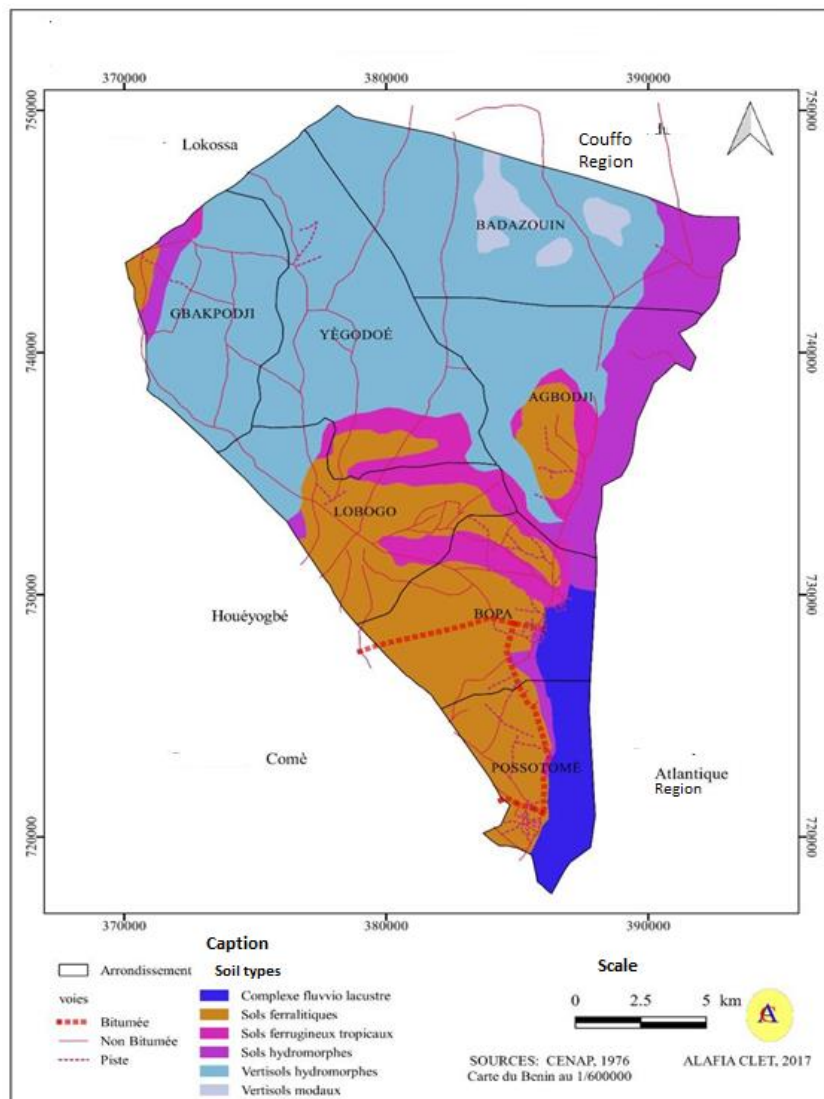 370000 380000 390000
750000 750000
Lokossa
Couffo
Region
BADAZOUIN
GBAKPODJI
YÈGODOÉ
740000 740000
AGBODJI
LOBOGO
730000 730000
BOPA
Houéyogbé
Comè
POSSOTOMÉ
Atlantique
Region
720000 720000
370000 380000 390000
Caption
Arrondissement
voies
Bitumée
Non Bitumée
Piste
Soil types
Complexe fluvvio lacustre
Sols ferralitiques
Sols ferrugineux tropicaux
Sols hydromorphes
Vertisols hydromorphes
Vertisols modaux
Scale
0 2.5 5 km
SOURCES: CENAP, 1976 ALAFIA CLET, 2017
Carte du Benin au 1/600000